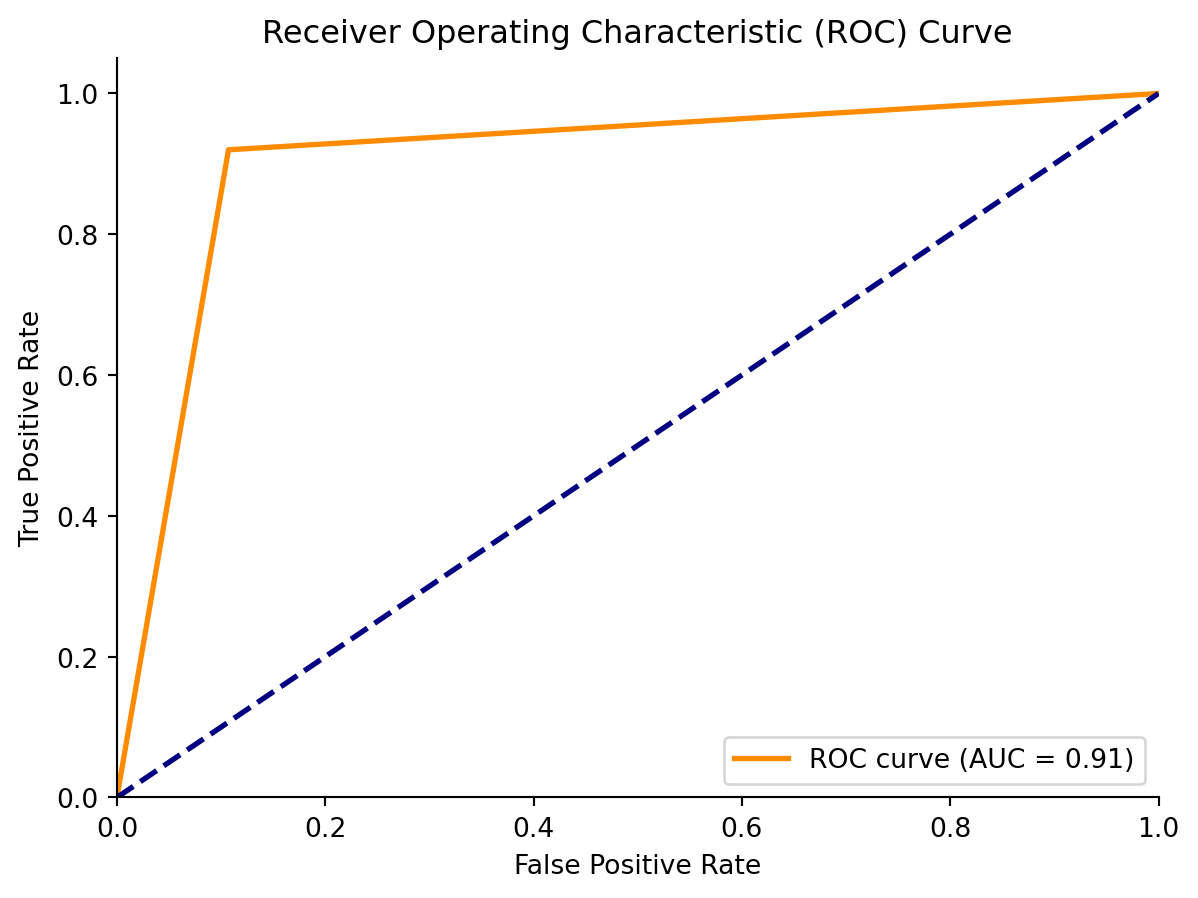 Receiver Operating Characteristic (ROC) Curve
1.0
0.8
0.6
0.4
0.2
0.0
True Positive Rate
0.0 0.2 0.4 0.6 0.8 1.0
False Positive Rate
ROC curve (AUC = 0.91)